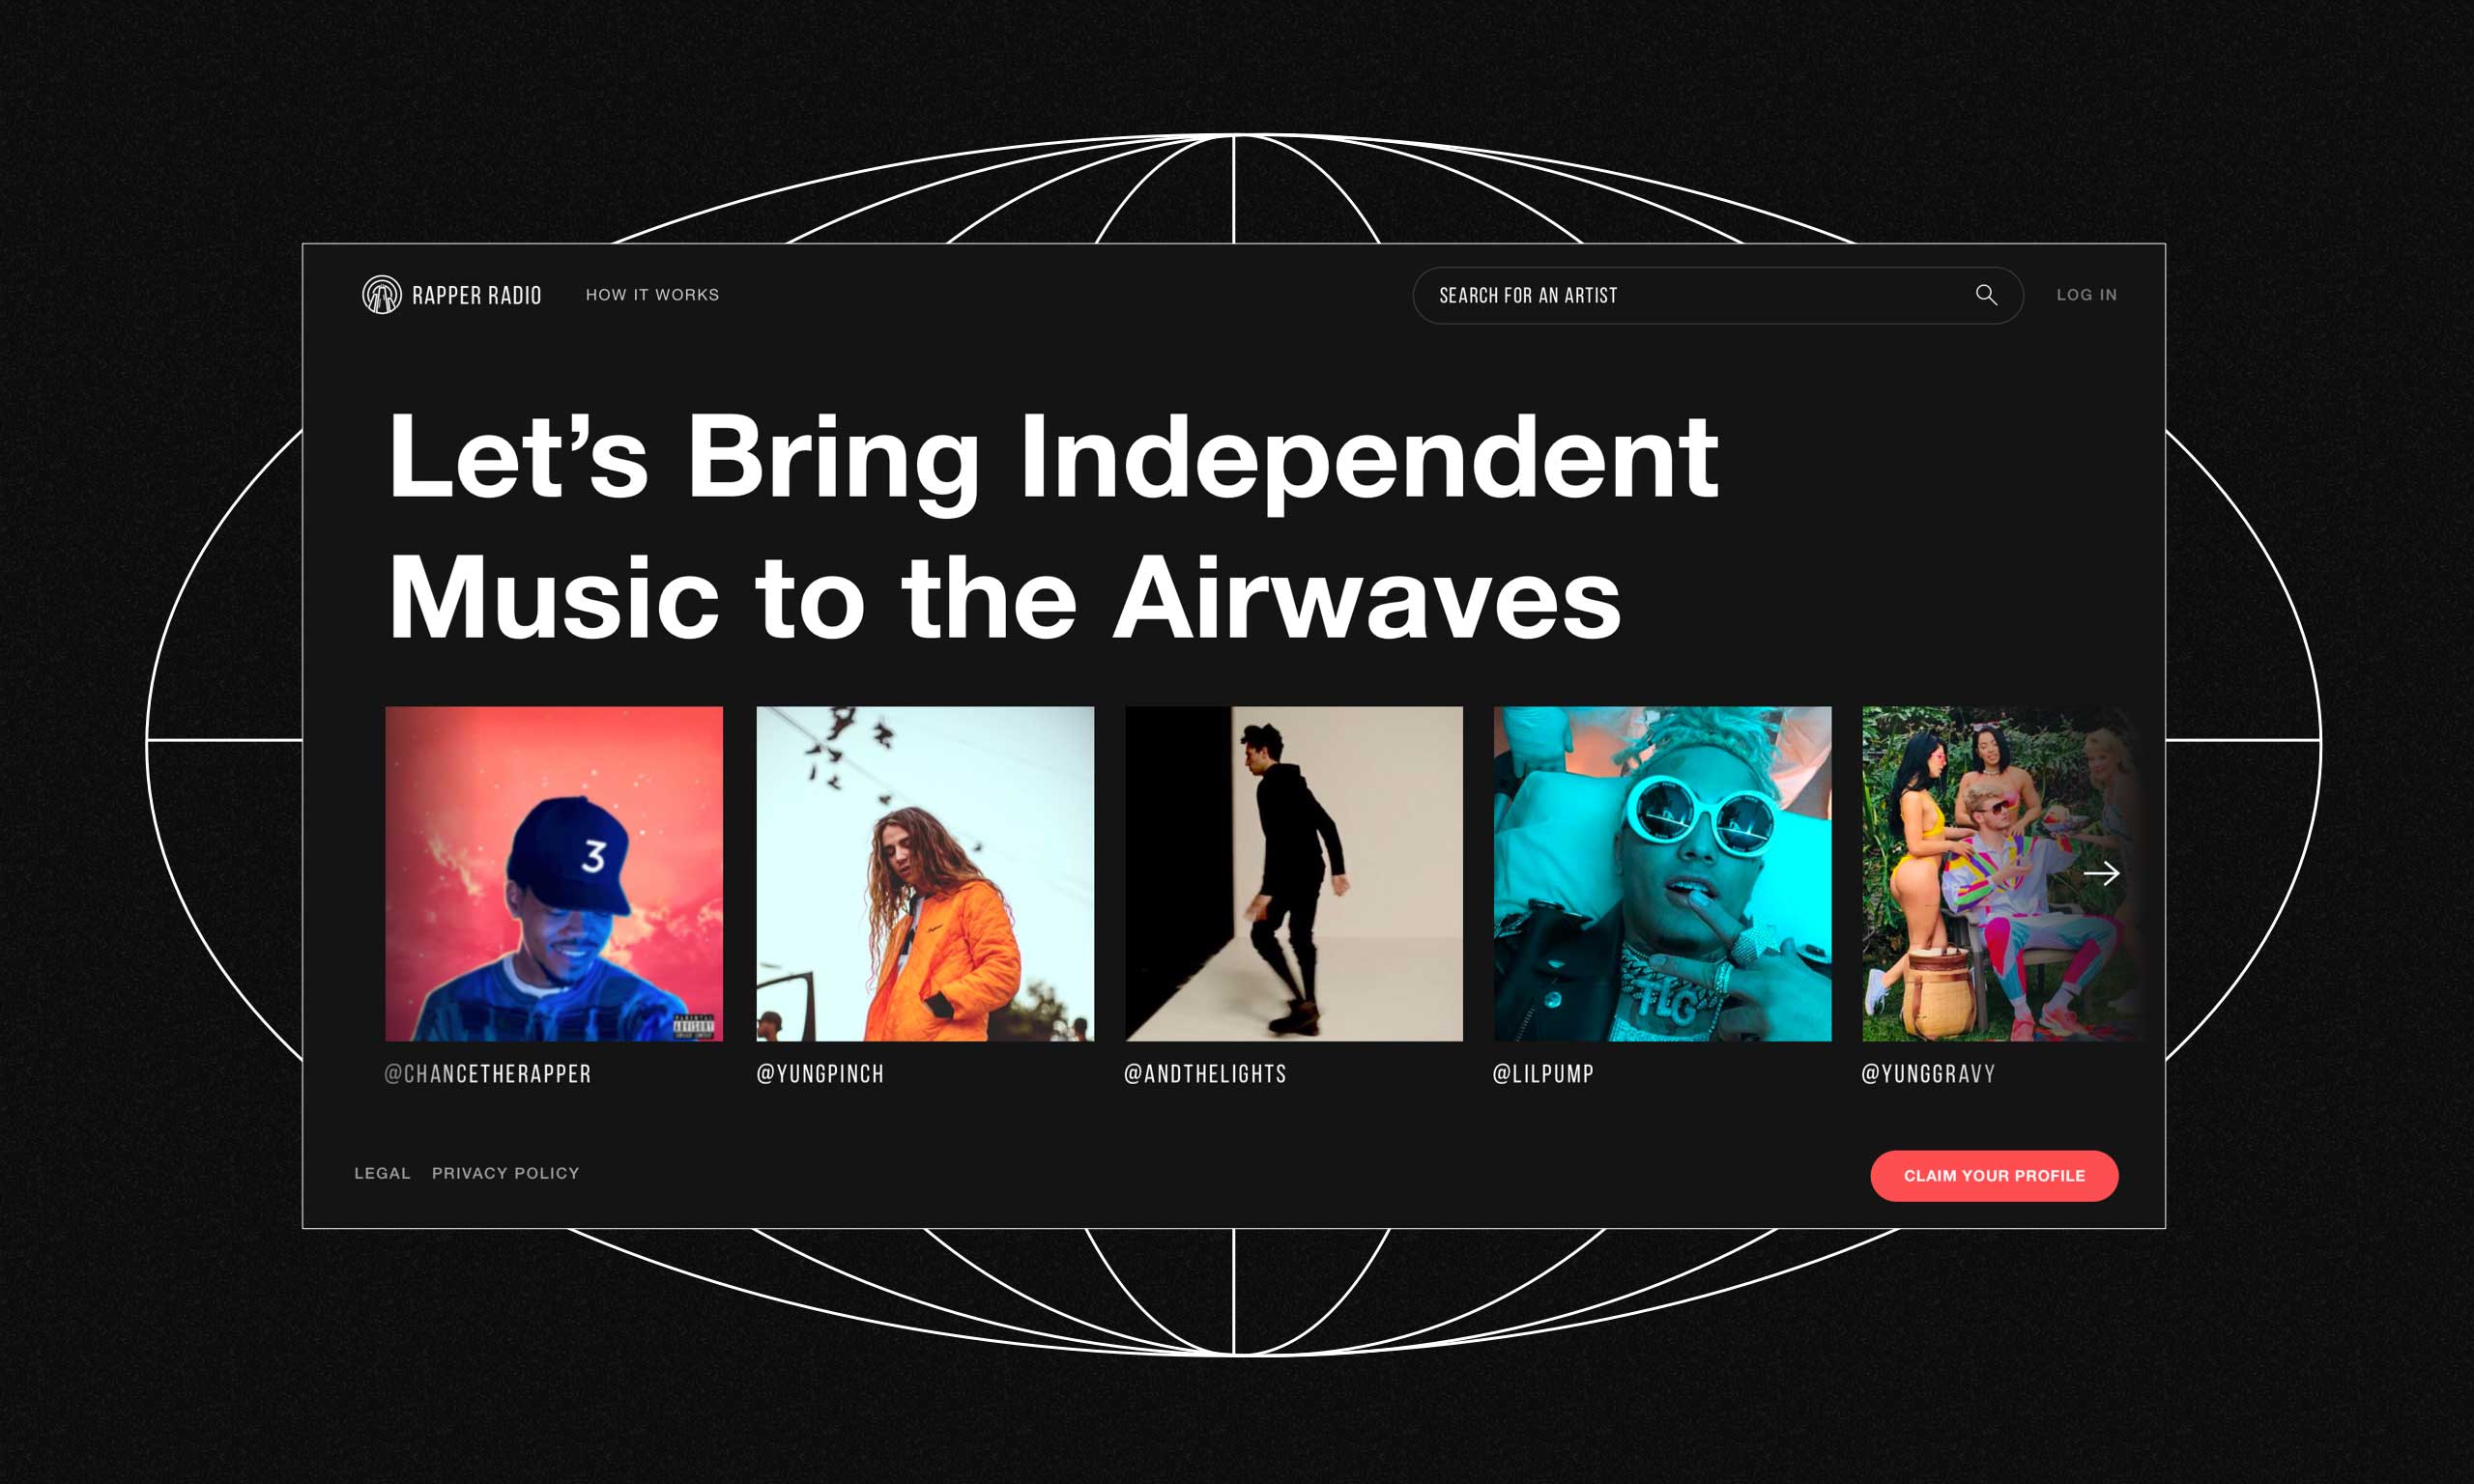 RAPPER RADIO
HOW IT WORKS
SEARCH FOR AN ARTIST
LOG IN
Let’s Bring Independent
Music to the Airwaves
3
PARENTAL
ADVISORY
TLG
@CHANCETHERAPPER
@YUNGPINCH
@ANDTHELIGHTS
@LILPUMP
@YUNGGRAVY
LEGAL
PRIVACY POLICY
CLAIM YOUR PROFILE